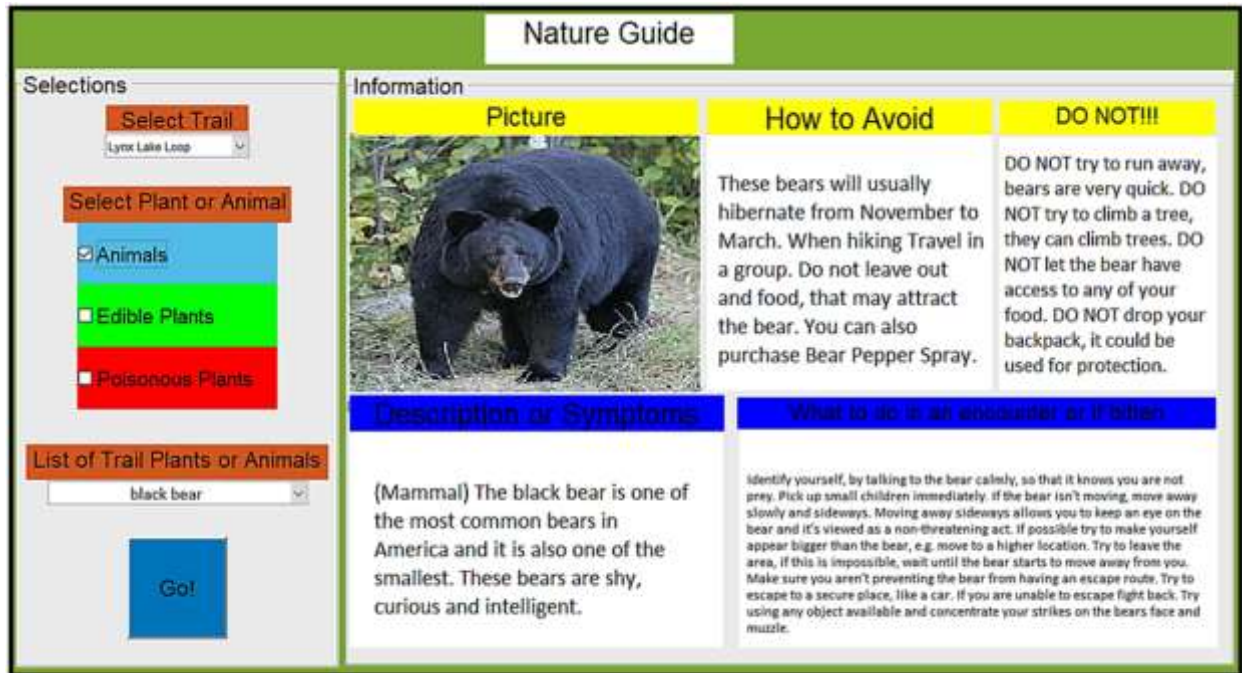 Nature Guide
Selections
Select Trail
Lynx Lake Loop
Select Plant or Animal
Animals
Edible Plants
Poisonous Plants
List of Trail Plants or Animals
black bear
Go!
Information
Picture
How to Avoid
These bears will usually
hibernate from November to
March. When hiking Travel in
a group. Do not leave out
and food, that may attract
the bear. You can also
purchase Bear Pepper Spray.
DO NOT!!!
DO NOT try to run away,
bears are very quick. DO
NOT try to climb a tree,
they can climb trees. DO
NOT let the bear have
access to any of your
food. DO NOT drop your
backpack, it could be
used for protection.
Description or Symptoms
(Mammal) The black bear is one of
the most common bears in
America and it is also one of the
smallest. These bears are shy,
curious and intelligent.
What to do in an encounter or if bitten
Identify yourself, by talking to the bear calmly, so that it knows you are not
prey. Pick up small children immediately. If the bear isn't moving, move away
slowly and sideways. Moving away sideways allows you to keep an eye on the
bear and it's viewed as a non-threatening act. If possible try to make yourself
appear bigger than the bear, e.g. move to a higher location. Try to leave the
area, if this is impossible, wait until the bear starts to move away from you.
Make sure you aren't preventing the bear from having an escape route. Try to
escape to a secure place, like a car. If you are unable to escape fight back. Try
using any object available and concentrate your strikes on the bears face and
muzzle.